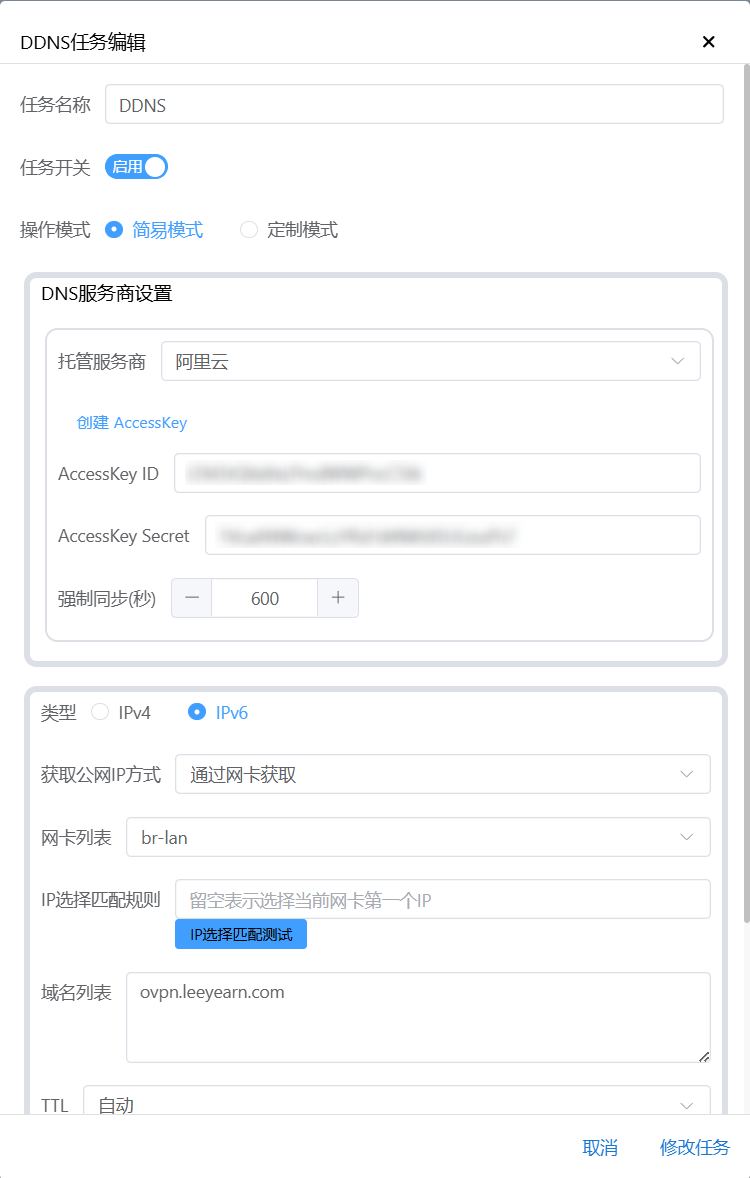 DDNS任务编辑
任务名称 DDNS
任务开关 启用
操作模式 简易模式 定制模式
DNS服务商设置
托管服务商 阿里云
创建 AccessKey
AccessKey ID
AccessKey Secret
强制同步(秒) 600
类型 IPv4 IPv6
获取公网IP方式 通过网卡获取
网卡列表 br-lan
IP选择匹配规则 留空表示选择当前网卡第一个IP
IP选择匹配测试
域名列表 ovpn.leeyearn.com
TTL 自动
取消 修改任务